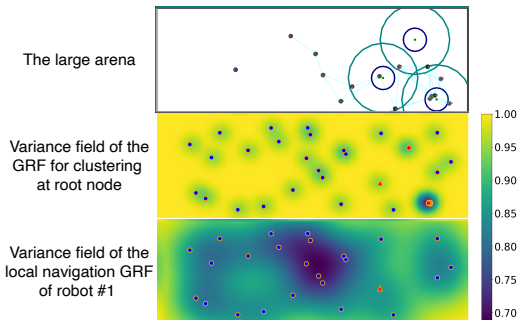 The large arena
Variance field of the
GRF for clustering
at root node
Variance field of the
local navigation GRF
of robot #1
1.00
0.95
0.90
0.85
0.80
0.75
0.70